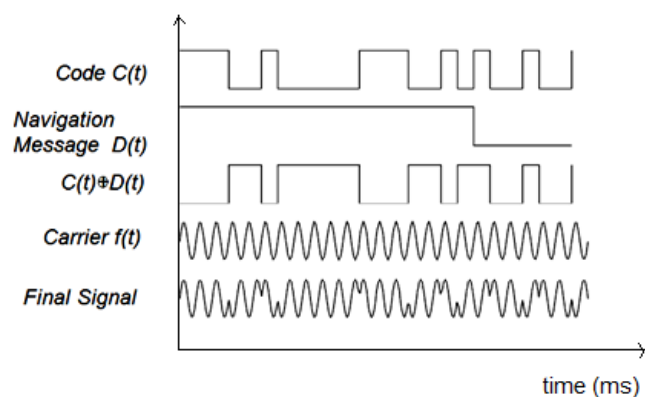 Code C(t)
Navigation
Message D(t)
C(t)⊕D(t)
Carrier f(t)
Final Signal
time (ms)